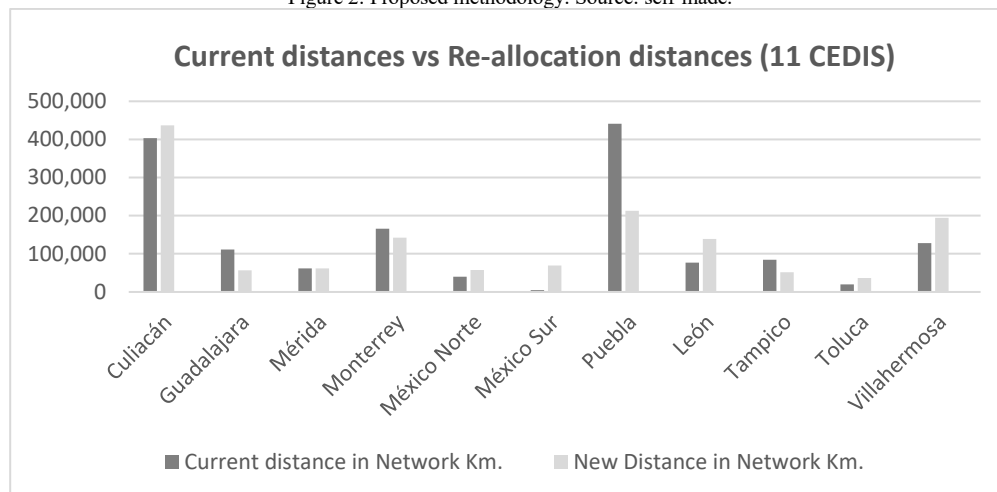 Figure 2. Proposed methodology. Source: self-made.
Current distances vs Re-allocation distances (11 CEDIS)
500,000
400,000
300,000
200,000
100,000
0
Culiacán
Guadalajara
Mérida
Monterrey
México Norte
México Sur
Puebla
León
Tampico
Toluca
Villahermosa
Current distance in Network Km.
New Distance in Network Km.